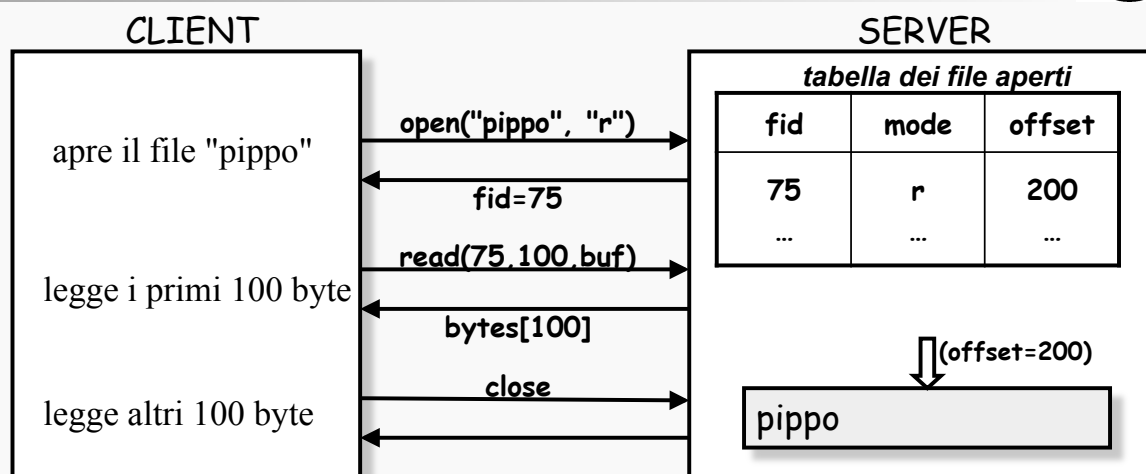 CLIENT
SERVER
tabella dei file aperti
fid mode offset
75 r 200
... ... ...
apre il file "pippo"
open("pippo", "r")
fid=75
legge i primi 100 byte
read(75,100,buf)
bytes[100]
legge altri 100 byte
close
(offset=200)
pippo